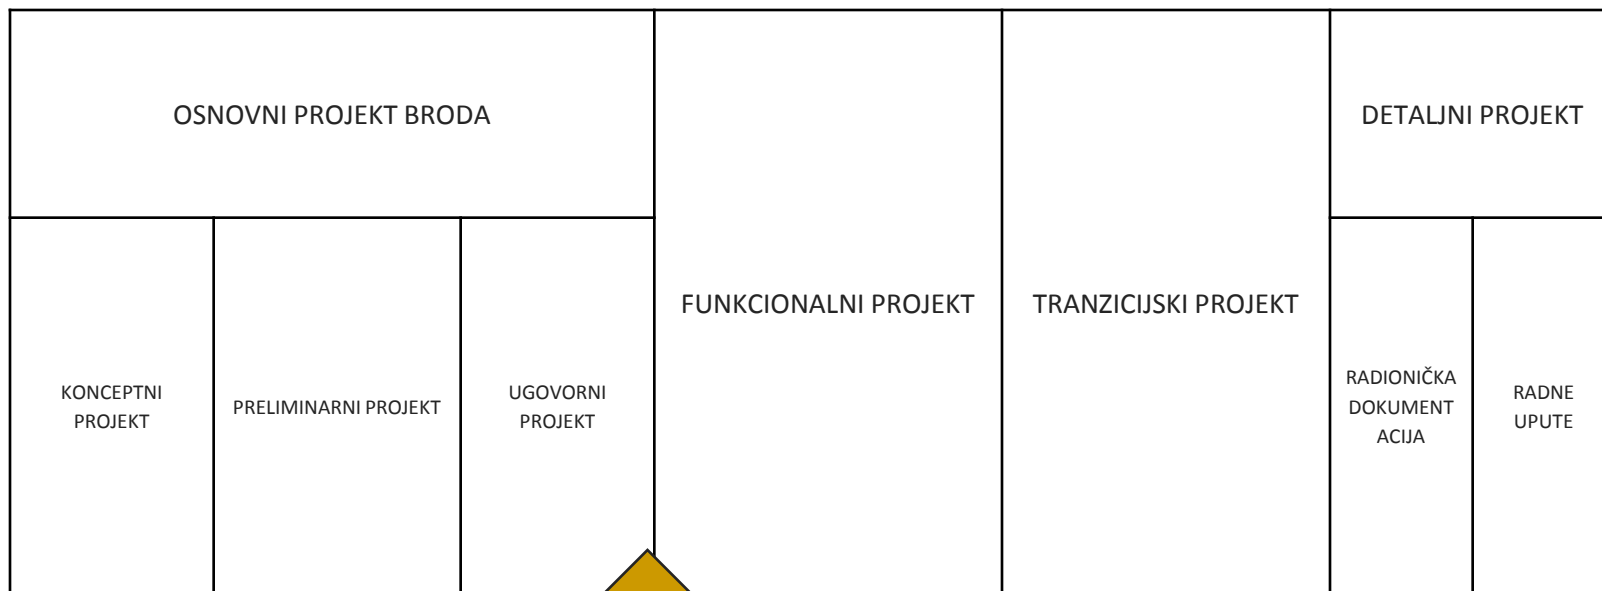 OSNOVNI PROJEKT BRODA
DETALJNI PROJEKT
FUNKCIONALNI PROJEKT
TRANZICIJSKI PROJEKT
KONCEPTNI
PROJEKT
PRELIMINARNI PROJEKT
UGOVORNI
PROJEKT
RADIONIČKA
DOKUMENT
ACIJA
RADNE
UPUTE